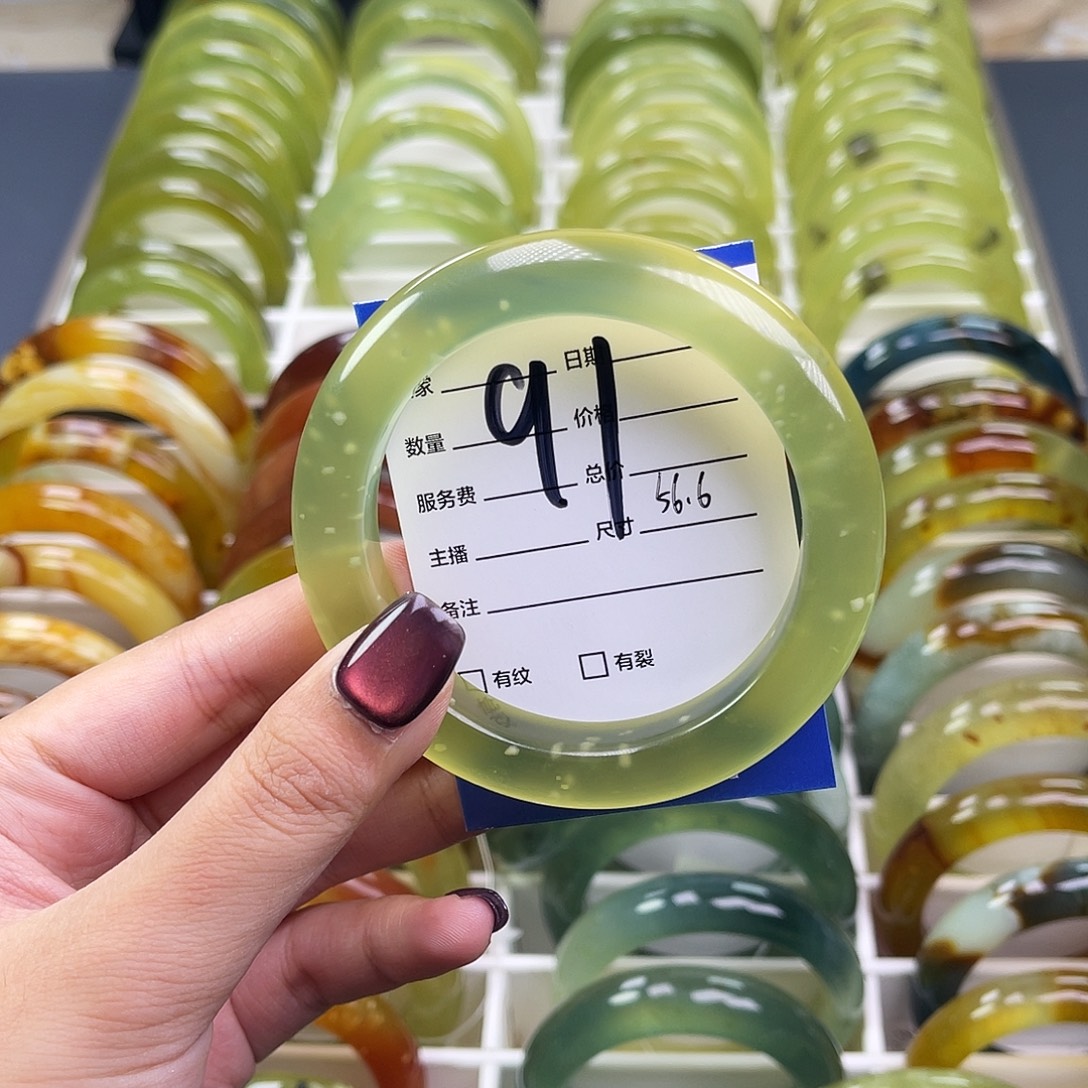 91
家 日期
数量 价格
服务费 总价
主播 尺寸 56.6
备注
有纹 有裂